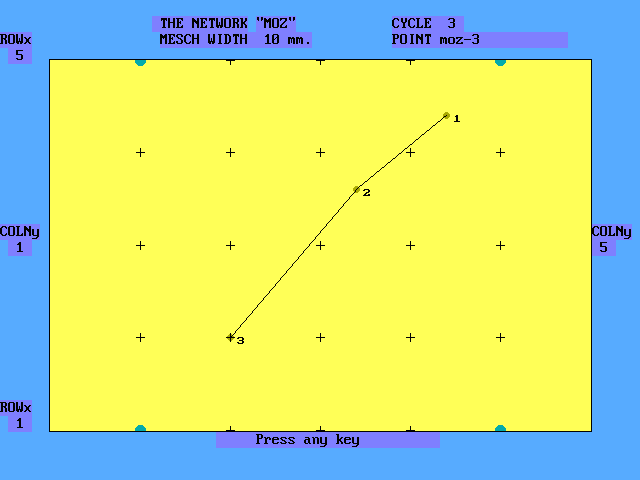 THE NETWORK "MOZ" CYCLE 3
ROWx MESCH WIDTH 10 mm. POINT moz-3
5
1
2
COLNy COLNy
1 5
3
ROWx
1
Press any key